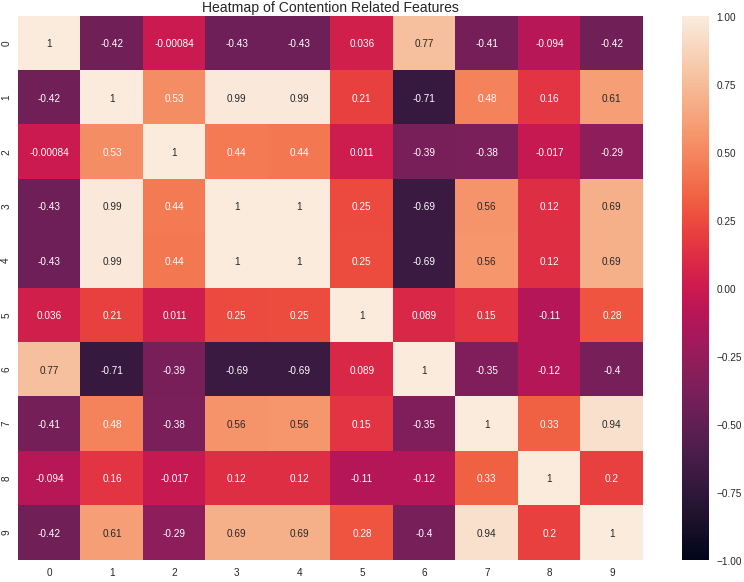 Heatmap of Contention Related Features
0 1 -0.42 -0.00084 -0.43 -0.43 0.036 0.77 -0.41 -0.094 -0.42
1 -0.42 1 0.53 0.99 0.99 0.21 -0.71 0.48 0.16 0.61
2 -0.00084 0.53 1 0.44 0.44 0.011 -0.39 -0.38 -0.017 -0.29
3 -0.43 0.99 0.44 1 1 0.25 -0.69 0.56 0.12 0.69
4 -0.43 0.99 0.44 1 1 0.25 -0.69 0.56 0.12 0.69
5 0.036 0.21 0.011 0.25 0.25 1 0.089 0.15 -0.11 0.28
6 0.77 -0.71 -0.39 -0.69 -0.69 0.089 1 -0.35 -0.12 -0.4
7 -0.41 0.48 -0.38 0.56 0.56 0.15 -0.35 1 0.33 0.94
8 -0.094 0.16 -0.017 0.12 0.12 -0.11 -0.12 0.33 1 0.2
9 -0.42 0.61 -0.29 0.69 0.69 0.28 -0.4 0.94 0.2 1
0 1 2 3 4 5 6 7 8 9
1.00
0.75
0.50
0.25
0.00
−0.25
−0.50
−0.75
−1.00